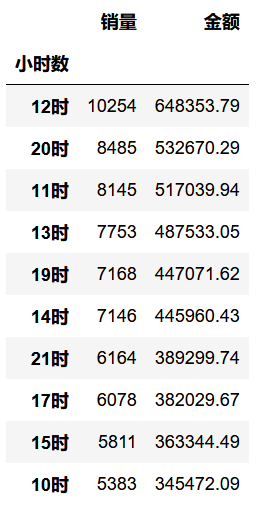 销量 金额
小时数
12时 10254 648353.79
20时 8485 532670.29
11时 8145 517039.94
13时 7753 487533.05
19时 7168 447071.62
14时 7146 445960.43
21时 6164 389299.74
17时 6078 382029.67
15时 5811 363344.49
10时 5383 345472.09